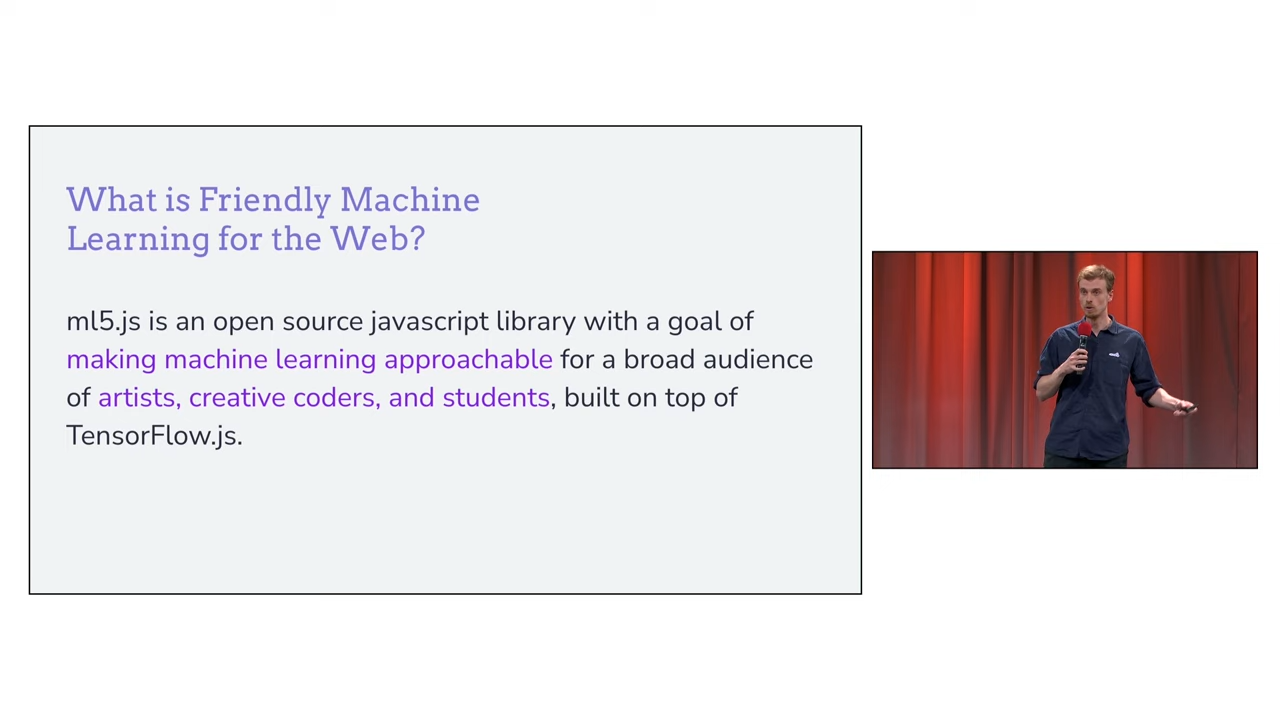 What is Friendly Machine
Learning for the Web?
ml5.js is an open source javascript library with a goal of
making machine learning approachable for a broad audience
of artists, creative coders, and students, built on top of
TensorFlow.js.